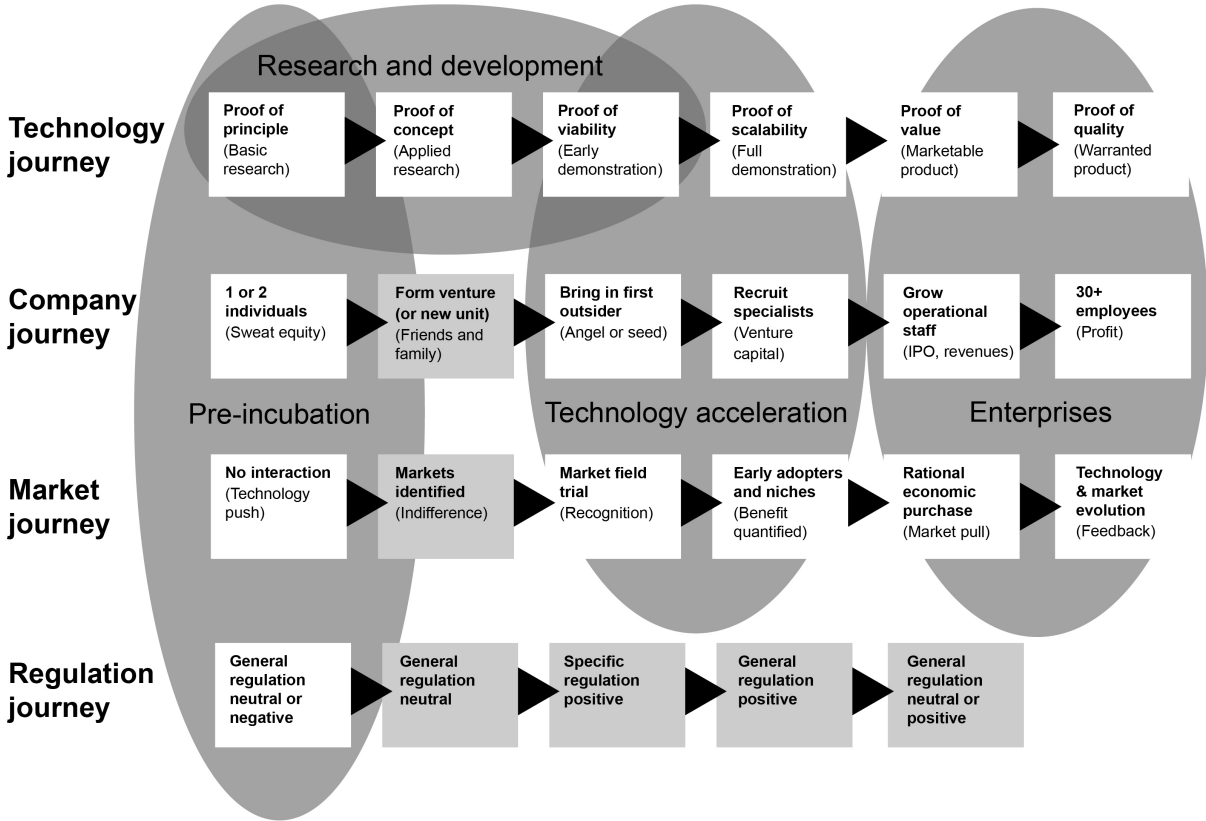 Research and development
Technology
journey
Proof of
principle
(Basic
research)
Proof of
concept
(Applied
research)
Proof of
viability
(Early
demonstration)
Proof of
scalability
(Full
demonstration)
Proof of
value
(Marketable
product)
Proof of
quality
(Warranted
product)
Company
journey
1 or 2
individuals
(Sweat equity)
Form venture
(or new unit)
(Friends and
family)
Bring in first
outsider
(Angel or seed)
Recruit
specialists
(Venture
capital)
Grow
operational
staff
(IPO, revenues)
30+
employees
(Profit)
Pre-incubation
Technology acceleration
Enterprises
Market
journey
No interaction
(Technology
push)
Markets
identified
(Indifference)
Market field
trial
(Recognition)
Early adopters
and niches
(Benefit
quantified)
Rational
economic
purchase
(Market pull)
Technology
& market
evolution
(Feedback)
Regulation
journey
General
regulation
neutral or
negative
General
regulation
neutral
Specific
regulation
positive
General
regulation
positive
General
regulation
neutral or
positive